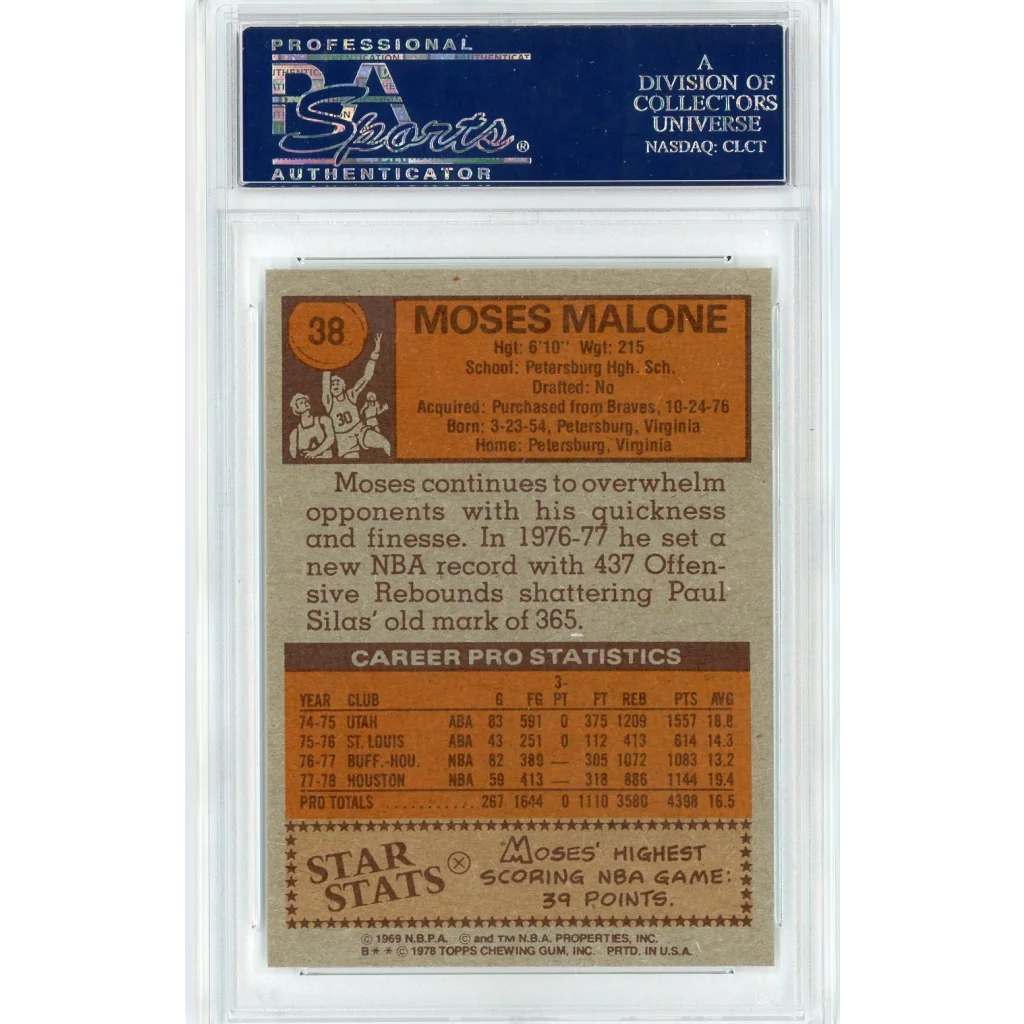 PROFESSIONAL
PSA
Sports®
AUTHENTICATOR
A
DIVISION OF
COLLECTORS
UNIVERSE
NASDAQ: CLCT
38
MOSES MALONE
Hgt: 6'10" Wgt: 215
School: Petersburg Hgh. Sch.
Drafted: No
Acquired: Purchased from Braves, 10-24-76
Born: 3-23-54, Petersburg, Virginia
Home: Petersburg, Virginia
30
Moses continues to overwhelm
opponents with his quickness
and finesse. In 1976-77 he set a
new NBA record with 437 Offen-
sive Rebounds shattering Paul
Silas' old mark of 365.
CAREER PRO STATISTICS
YEAR CLUB G FG 3-PT FT REB PTS AVG
74-75 UTAH ABA 83 591 0 375 1209 1557 18.8
75-76 ST. LOUIS ABA 43 251 0 112 413 614 14.3
76-77 BUFF.-HOU. NBA 82 389 — 305 1072 1083 13.2
77-78 HOUSTON NBA 59 413 — 318 886 1144 19.4
PRO TOTALS ............ 267 1644 0 1110 3580 4398 16.5
STAR
STATS
MOSES' HIGHEST
SCORING NBA GAME:
39 POINTS.
© 1969 N.B.P.A. © and TM N.B.A. PROPERTIES, INC.
B * * © 1978 TOPPS CHEWING GUM, INC. PRTD. IN U.S.A.